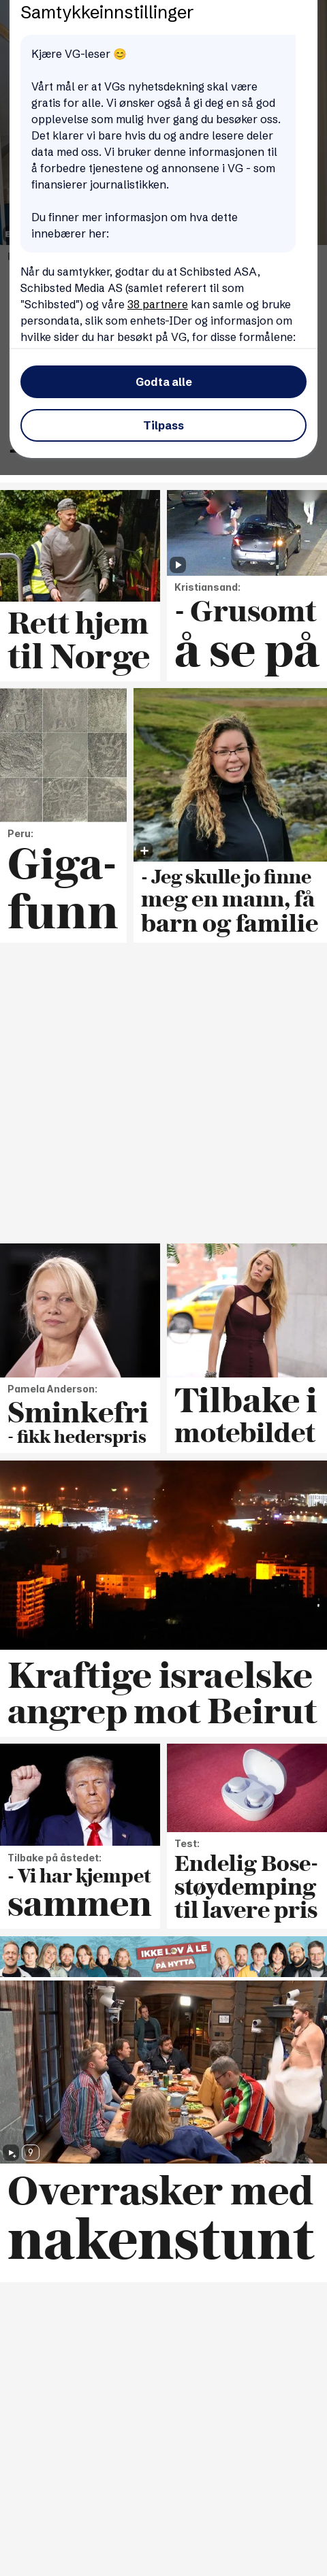 Samtykkeinnstillinger
Kjære VG-leser 😊
Vårt mål er at VGs nyhetsdekning skal være
gratis for alle. Vi ønsker også å gi deg en så god
opplevelse som mulig hver gang du besøker oss.
Det klarer vi bare hvis du og andre lesere deler
data med oss. Vi bruker denne informasjonen til
å forbedre tjenestene og annonsene i VG - som
finansierer journalistikken.
Du finner mer informasjon om hva dette
innebærer her:
Når du samtykker, godtar du at Schibsted ASA,
Schibsted Media AS (samlet referert til som
"Schibsted") og våre 38 partnere kan samle og bruke
persondata, slik som enhets-IDer og informasjon om
hvilke sider du har besøkt på VG, for disse formålene:
Godta alle
Tilpass
Rett hjem
til Norge
Kristiansand:
- Grusomt
å se på
Peru:
Giga-
funn
- Jeg skulle jo finne
meg en mann, få
barn og familie
Pamela Anderson:
Sminkefri
- fikk hederspris
Tilbake i
motebildet
Kraftige israelske
angrep mot Beirut
Tilbake på åstedet:
- Vi har kjempet
sammen
Test:
Endelig Bose-
støydemping
til lavere pris
IKKE LOV Å LE
PÅ HYTTA
9
Overrasker med
nakenstunt